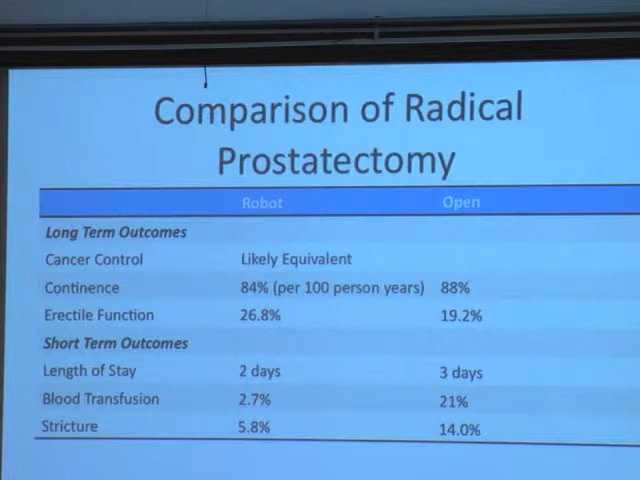 Comparison of Radical
Prostatectomy
Robot Open
Long Term Outcomes
Cancer Control Likely Equivalent
Continence 84% (per 100 person years) 88%
Erectile Function 26.8% 19.2%
Short Term Outcomes
Length of Stay 2 days 3 days
Blood Transfusion 2.7% 21%
Stricture 5.8% 14.0%